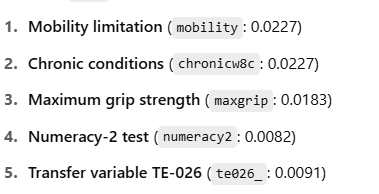 1. Mobility limitation (mobility: 0.0227)
2. Chronic conditions (chronicw8c: 0.0227)
3. Maximum grip strength (maxgrip: 0.0183)
4. Numeracy-2 test (numeracy2: 0.0082)
5. Transfer variable TE-026 (te026_: 0.0091)